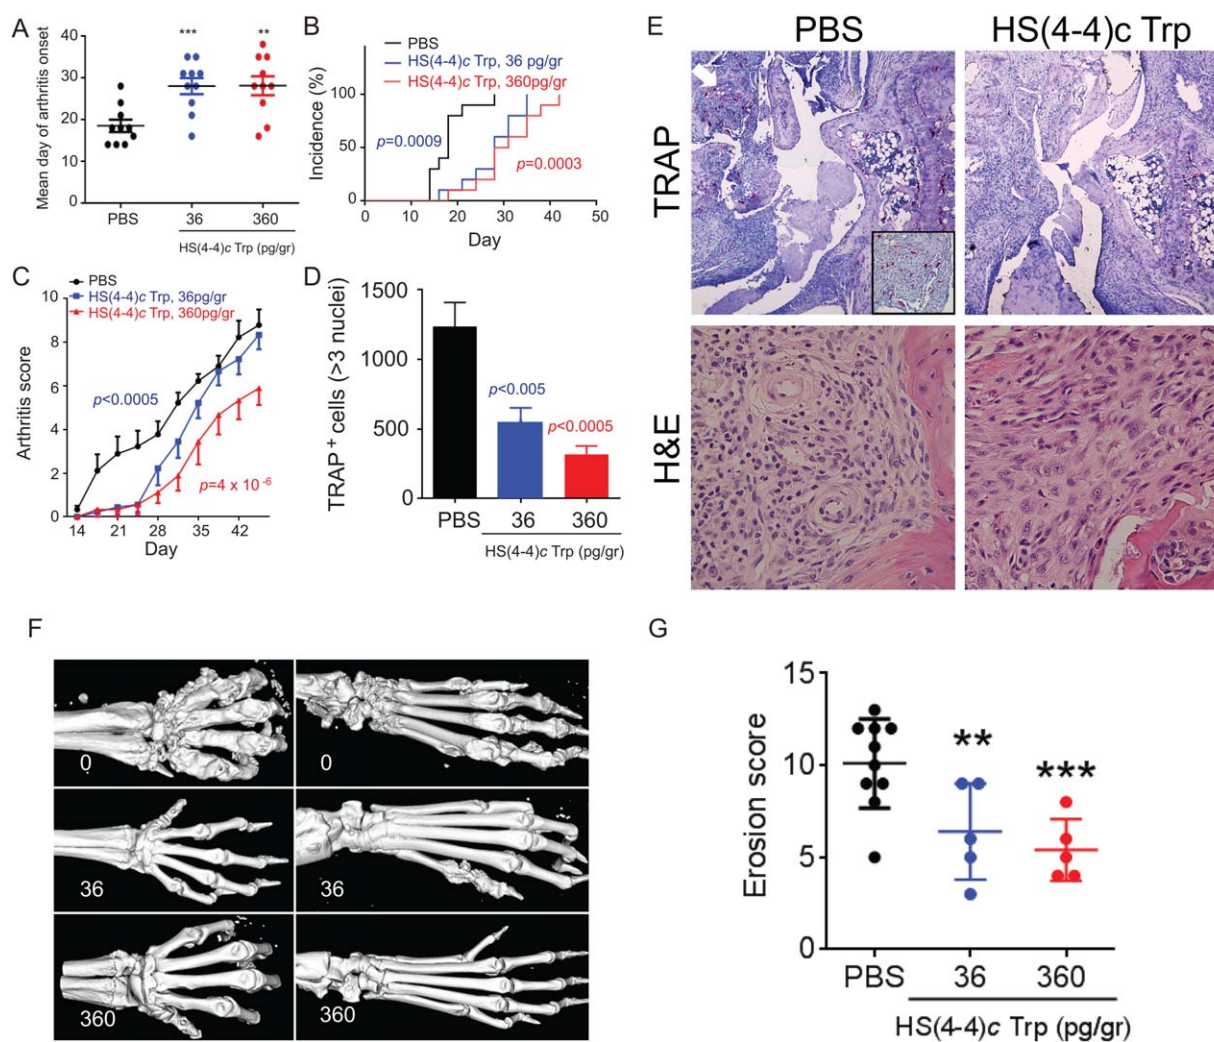 A
Mean day of arthritis onset
40
30
20
10
0
***
**
PBS
36
360
HS(4-4)c Trp (pg/gr)
B
PBS
HS(4-4)c Trp, 36 pg/gr
HS(4-4)c Trp, 360pg/gr
Incidence (%)
100
50
0
p=0.0009
p=0.0003
0
10
20
30
40
50
Day
C
PBS
HS(4-4)c Trp, 36pg/gr
HS(4-4)c Trp, 360pg/gr
Arthritis score
10
8
6
4
2
0
p<0.0005
p=4 x 10 -6
14
21
28
35
42
Day
D
TRAP+ cells (>3 nuclei)
1500
1000
500
0
p<0.005
p<0.0005
PBS
36
360
HS(4-4)c Trp (pg/gr)
E
PBS
HS(4-4)c Trp
TRAP
H&E
F
0
0
36
36
360
360
G
Erosion score
15
10
5
0
**
***
PBS
36
360
HS(4-4)c Trp (pg/gr)